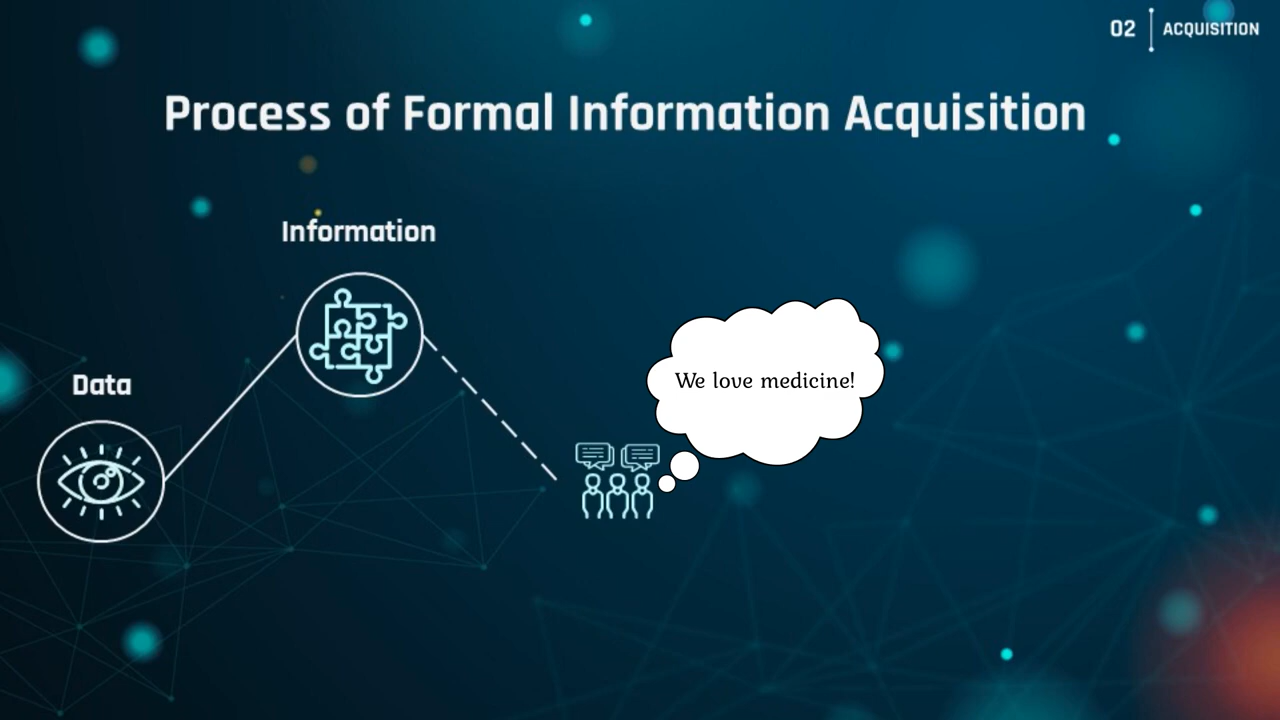 02
ACQUISITION
Process of Formal Information Acquisition
Information
Data
We love medicine!